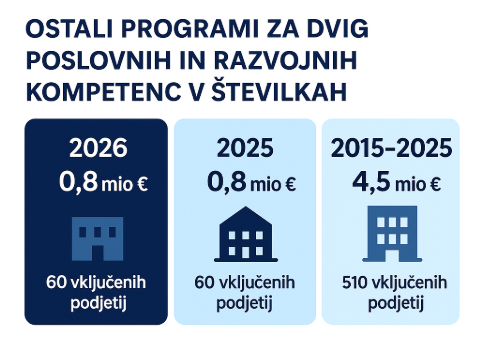 OSTALI PROGRAMI ZA DVIG
POSLOVNIH IN RAZVOJNIH
KOMPETENC V ŠTEVILKAH
2026
0,8 mio €
60 vključenih
podjetij
2025
0,8 mio €
60 vključenih
podjetij
2015–2025
4,5 mio €
510 vključenih
podjetij